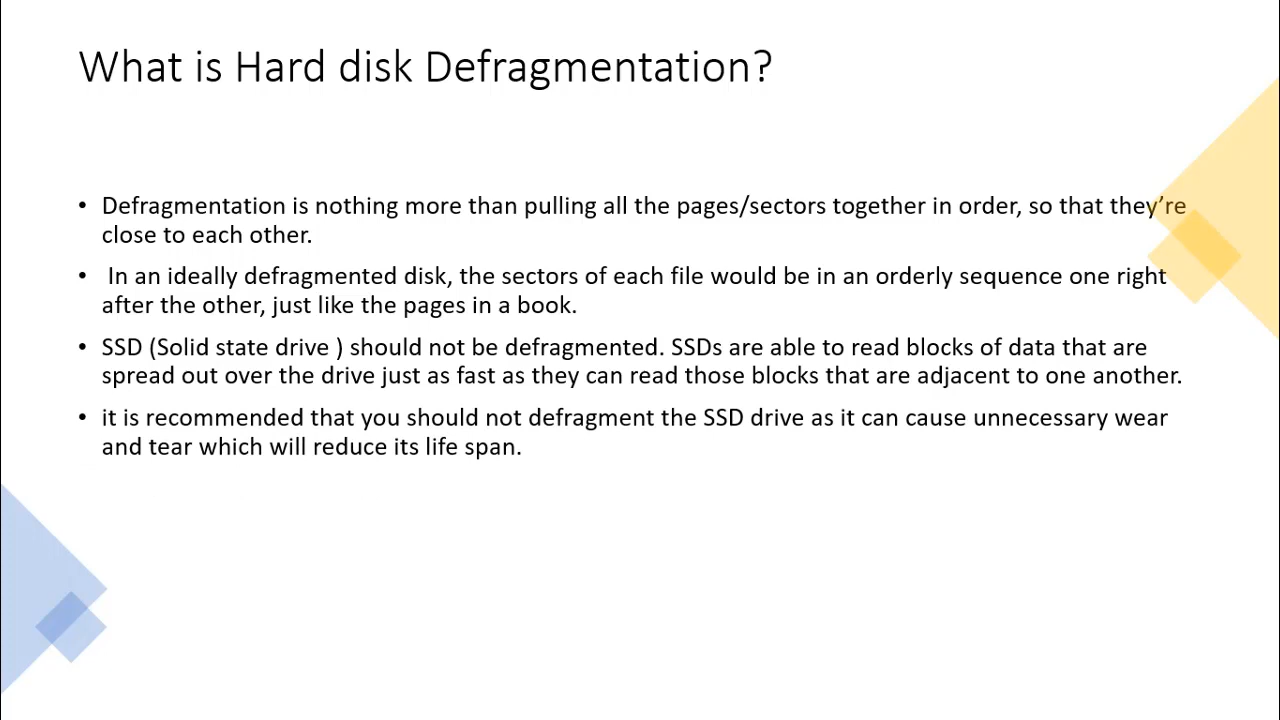 What is Hard disk Defragmentation?
• Defragmentation is nothing more than pulling all the pages/sectors together in order, so that they’re
close to each other.
• In an ideally defragmented disk, the sectors of each file would be in an orderly sequence one right
after the other, just like the pages in a book.
• SSD (Solid state drive ) should not be defragmented. SSDs are able to read blocks of data that are
spread out over the drive just as fast as they can read those blocks that are adjacent to one another.
• it is recommended that you should not defragment the SSD drive as it can cause unnecessary wear
and tear which will reduce its life span.